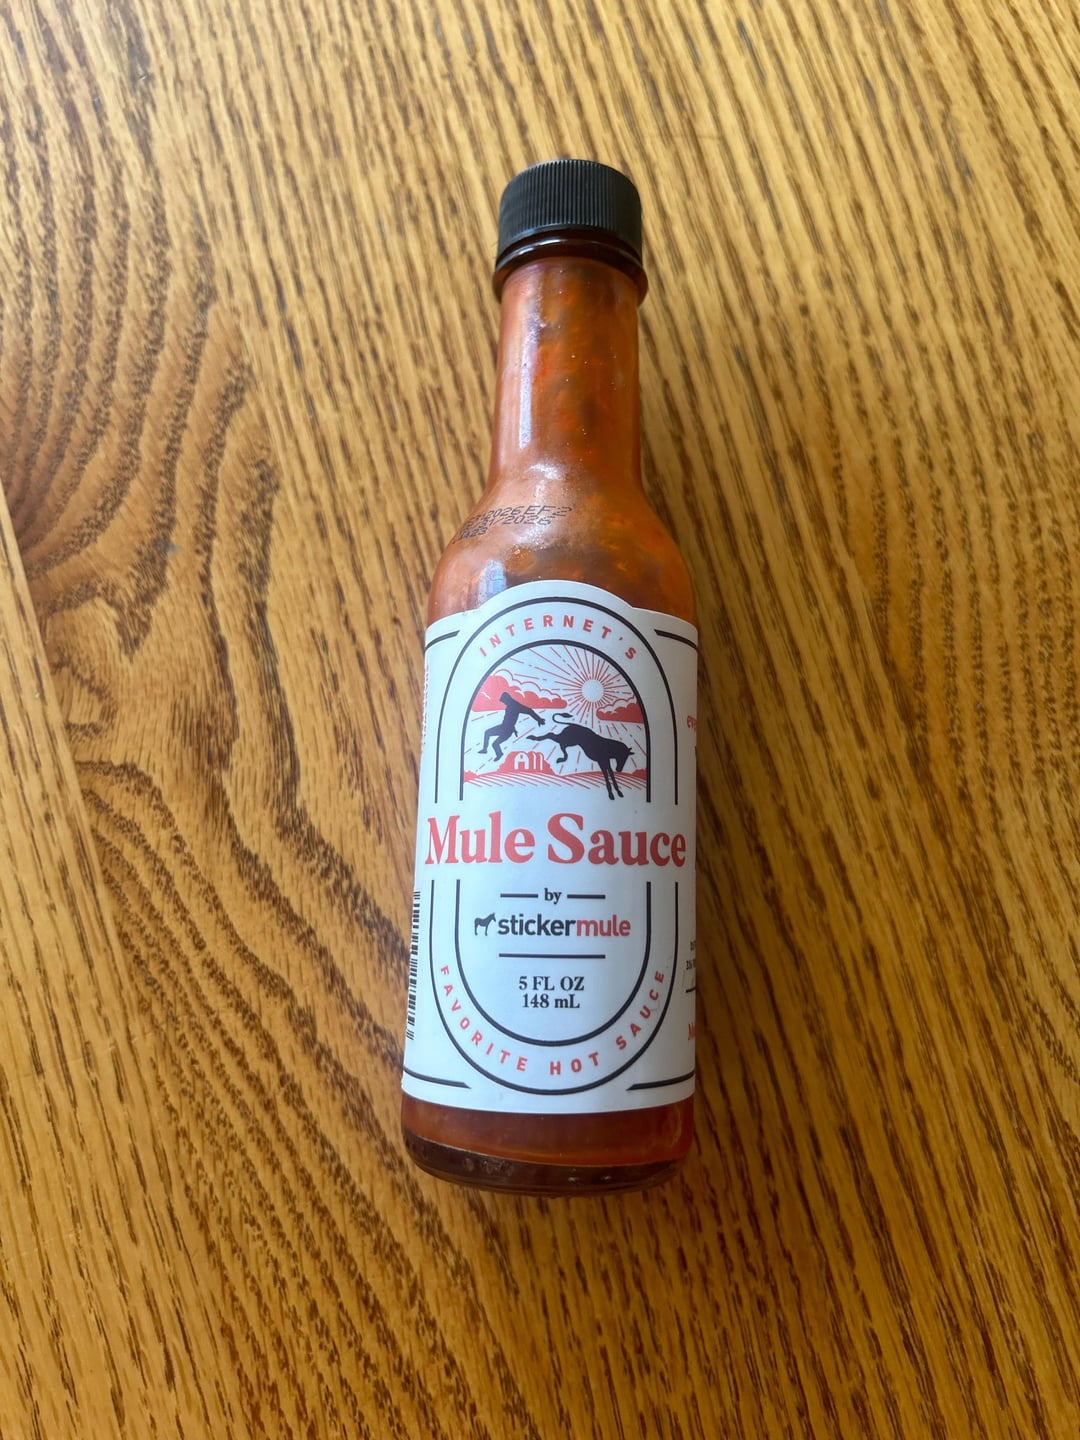 INTERNET'S
Mule Sauce
by
stickermule
5 FL OZ
148 mL
FAVORITE HOT SAUCE